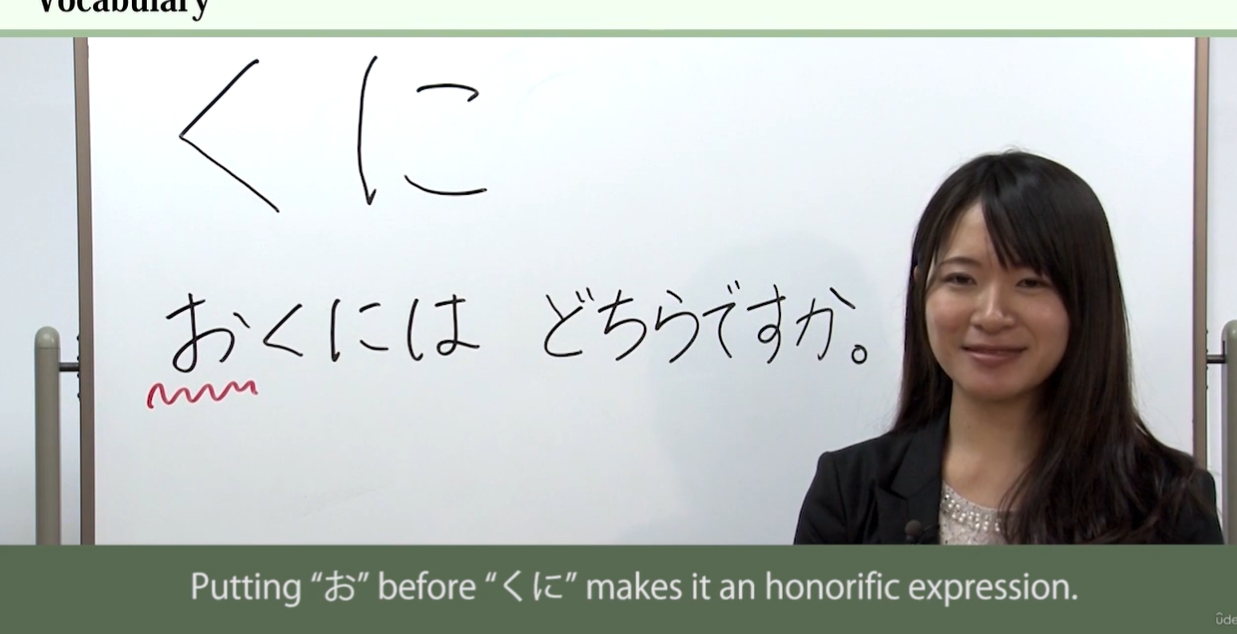 Vocabulary
くに
おくには どちらですか。
Putting “お” before “くに” makes it an honorific expression.